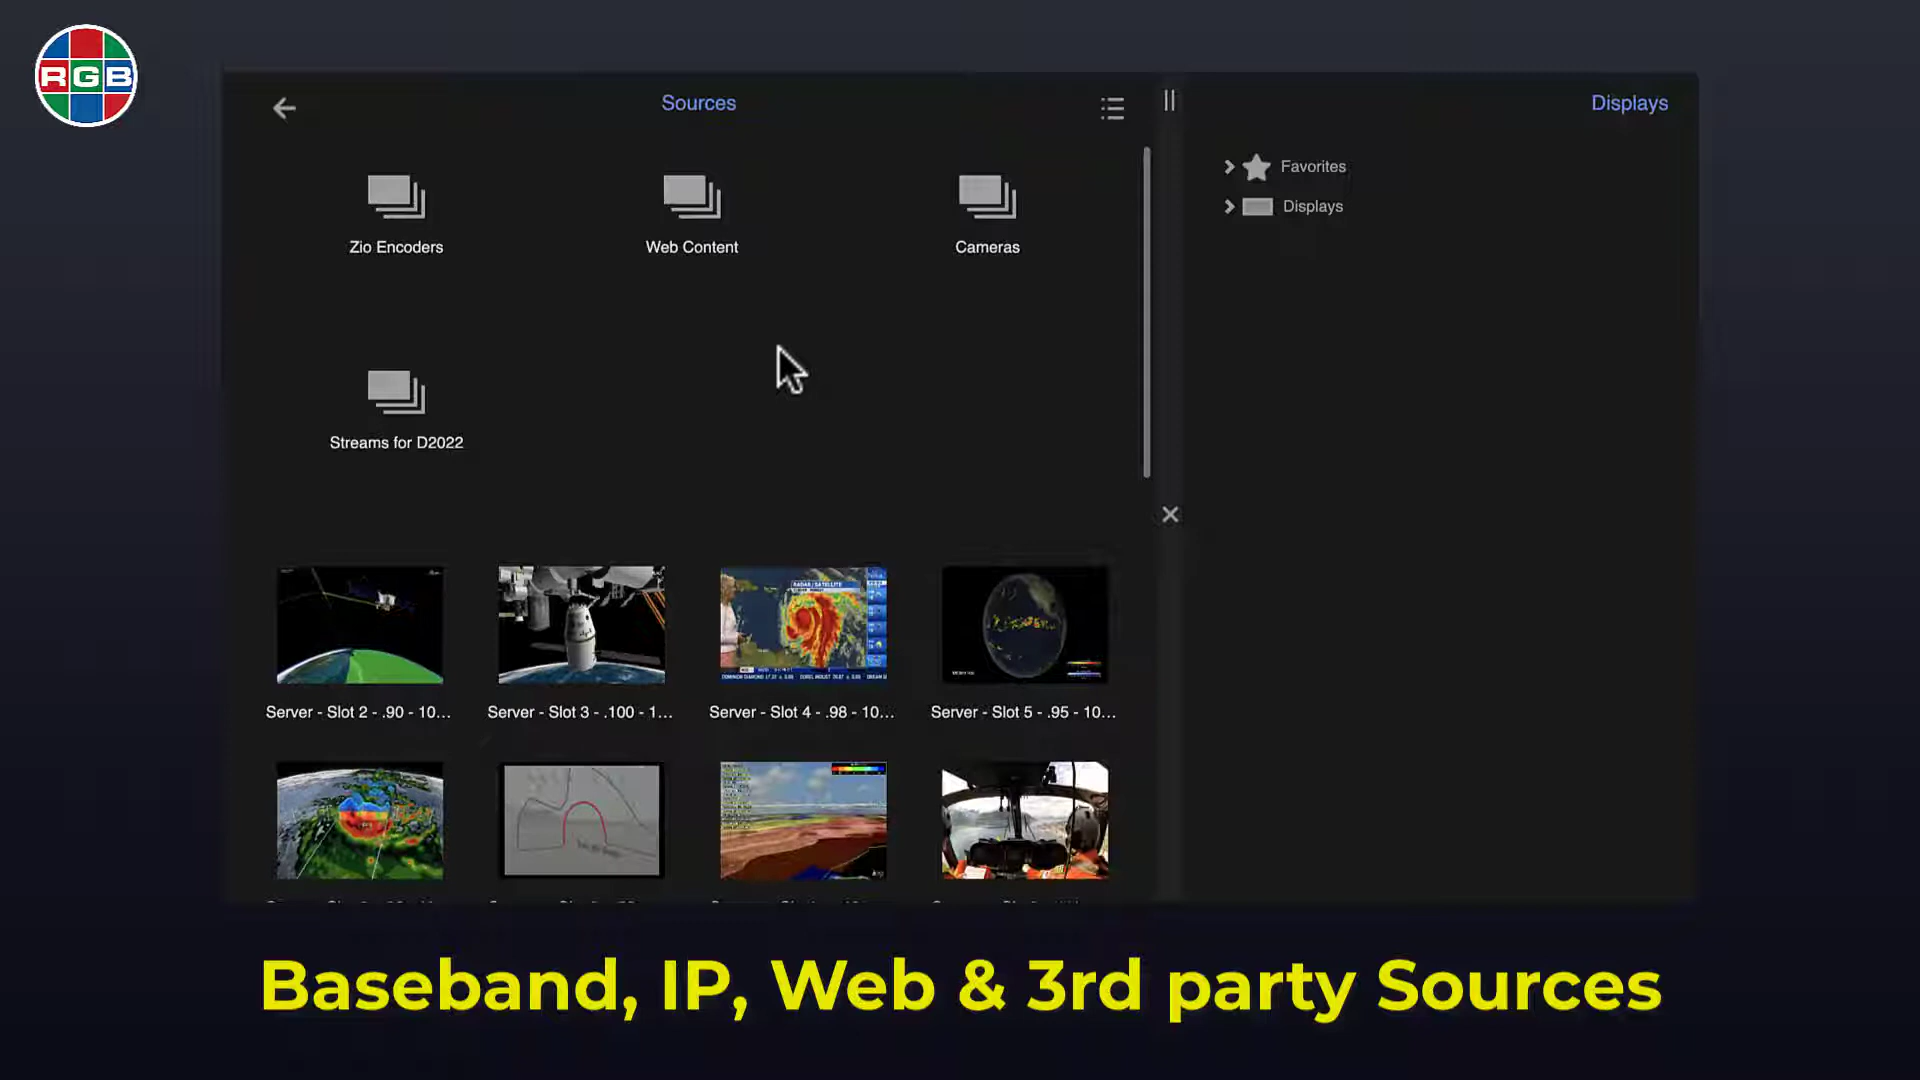 RGB
Sources
Displays
Favorites
Displays
Zio Encoders
Web Content
Cameras
Streams for D2022
RADAR/SATELLITE
Server - Slot 2 - .90 - 10...
Server - Slot 3 - .100 - 1...
Server - Slot 4 - .98 - 10...
Server - Slot 5 - .95 - 10...
Baseband, IP, Web & 3rd party Sources